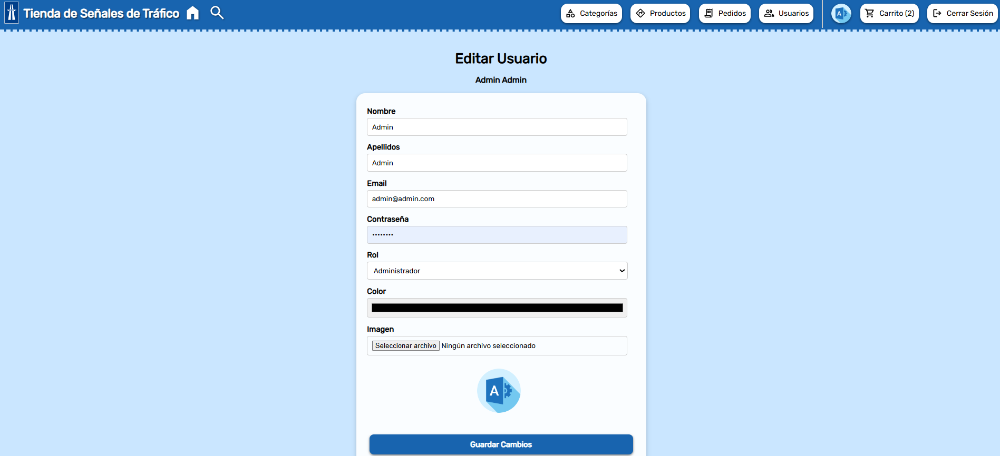 Tienda de Señales de Tráfico
Categorías
Productos
Pedidos
Usuarios
Carrito (2)
Cerrar Sesión
Editar Usuario
Admin Admin
Nombre
Admin
Apellidos
Admin
Email
admin@admin.com
Contraseña
••••••••
Rol
Administrador
Color
Imagen
Seleccionar archivo Ningún archivo seleccionado
A
Guardar Cambios